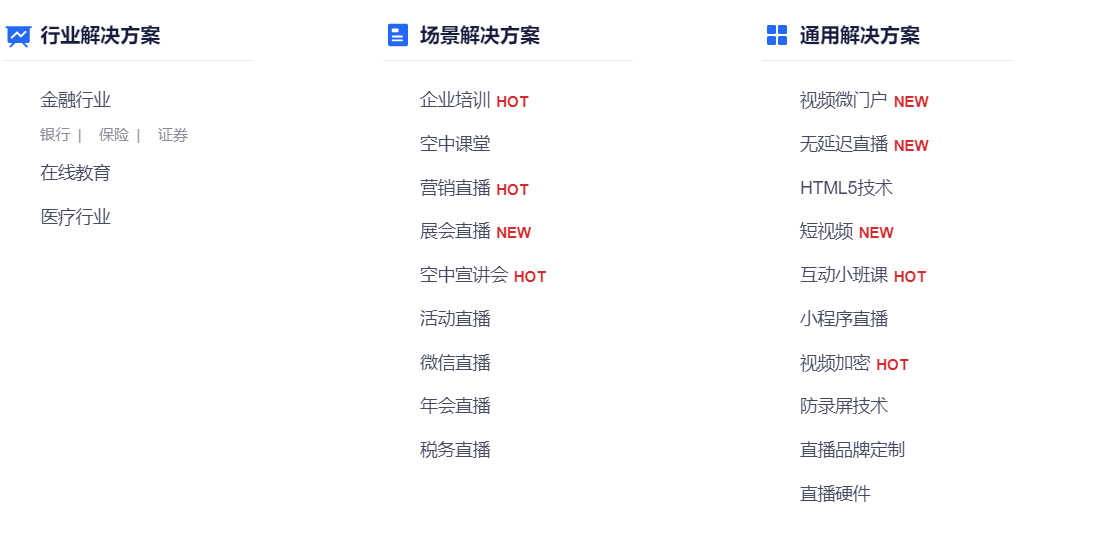 行业解决方案
金融行业
银行 | 保险 | 证券
在线教育
医疗行业
场景解决方案
企业培训 HOT
空中课堂
营销直播 HOT
展会直播 NEW
空中宣讲会 HOT
活动直播
微信直播
年会直播
税务直播
通用解决方案
视频微门户 NEW
无延迟直播 NEW
HTML5技术
短视频 NEW
互动小班课 HOT
小程序直播
视频加密 HOT
防录屏技术
直播品牌定制
直播硬件